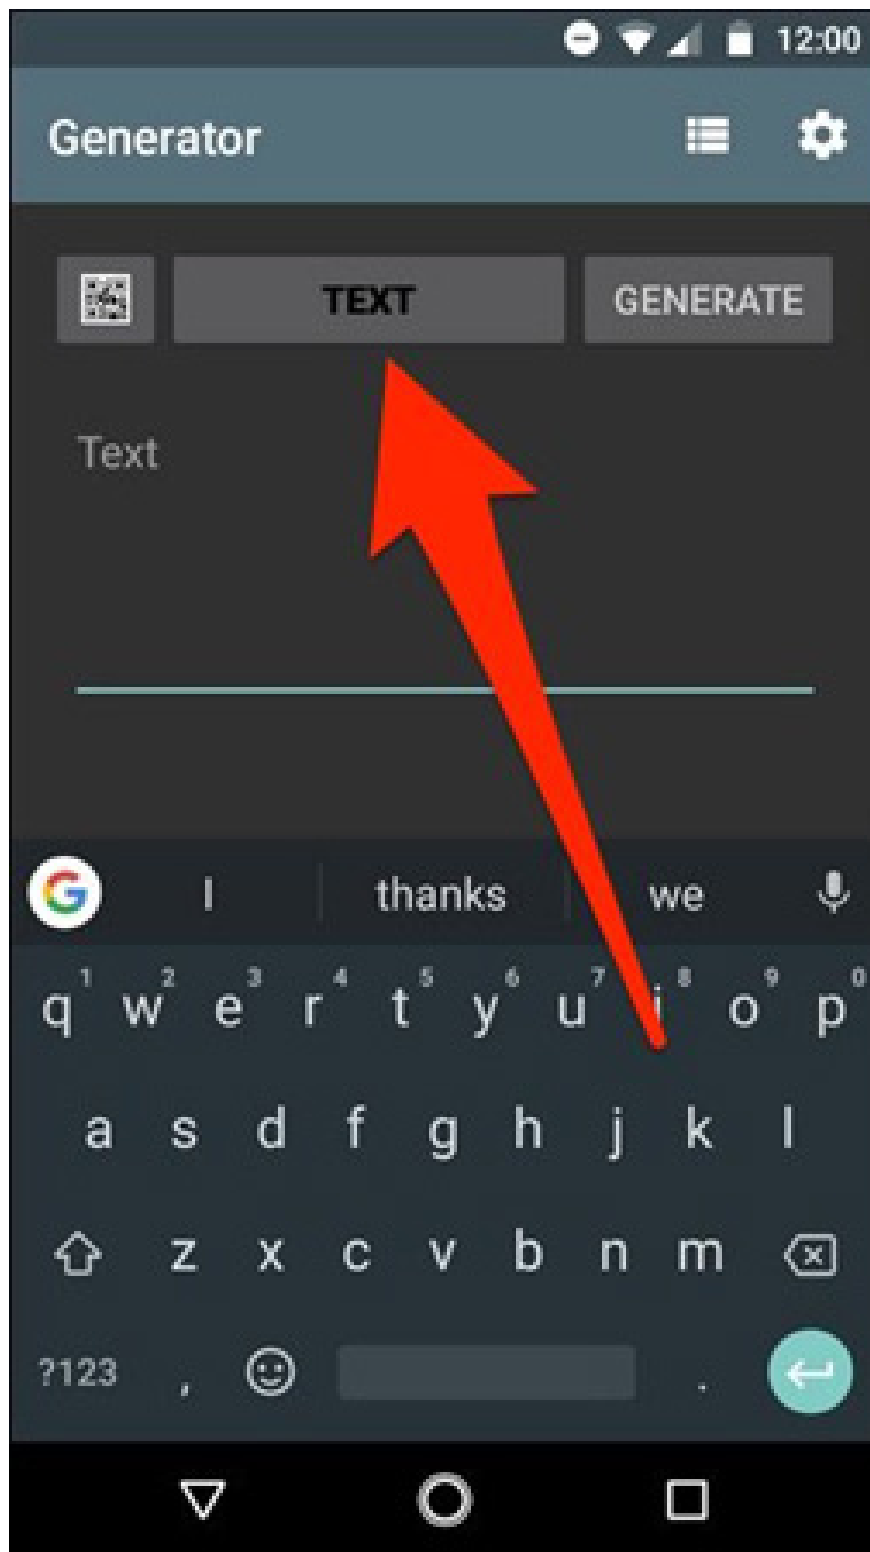 12:00
Generator
TEXT GENERATE
Text
G I thanks we
1 2 3 4 5 6 7 8 9 0
q w e r t y u i o p
a s d f g h j k l
z x c v b n m
?123 , .